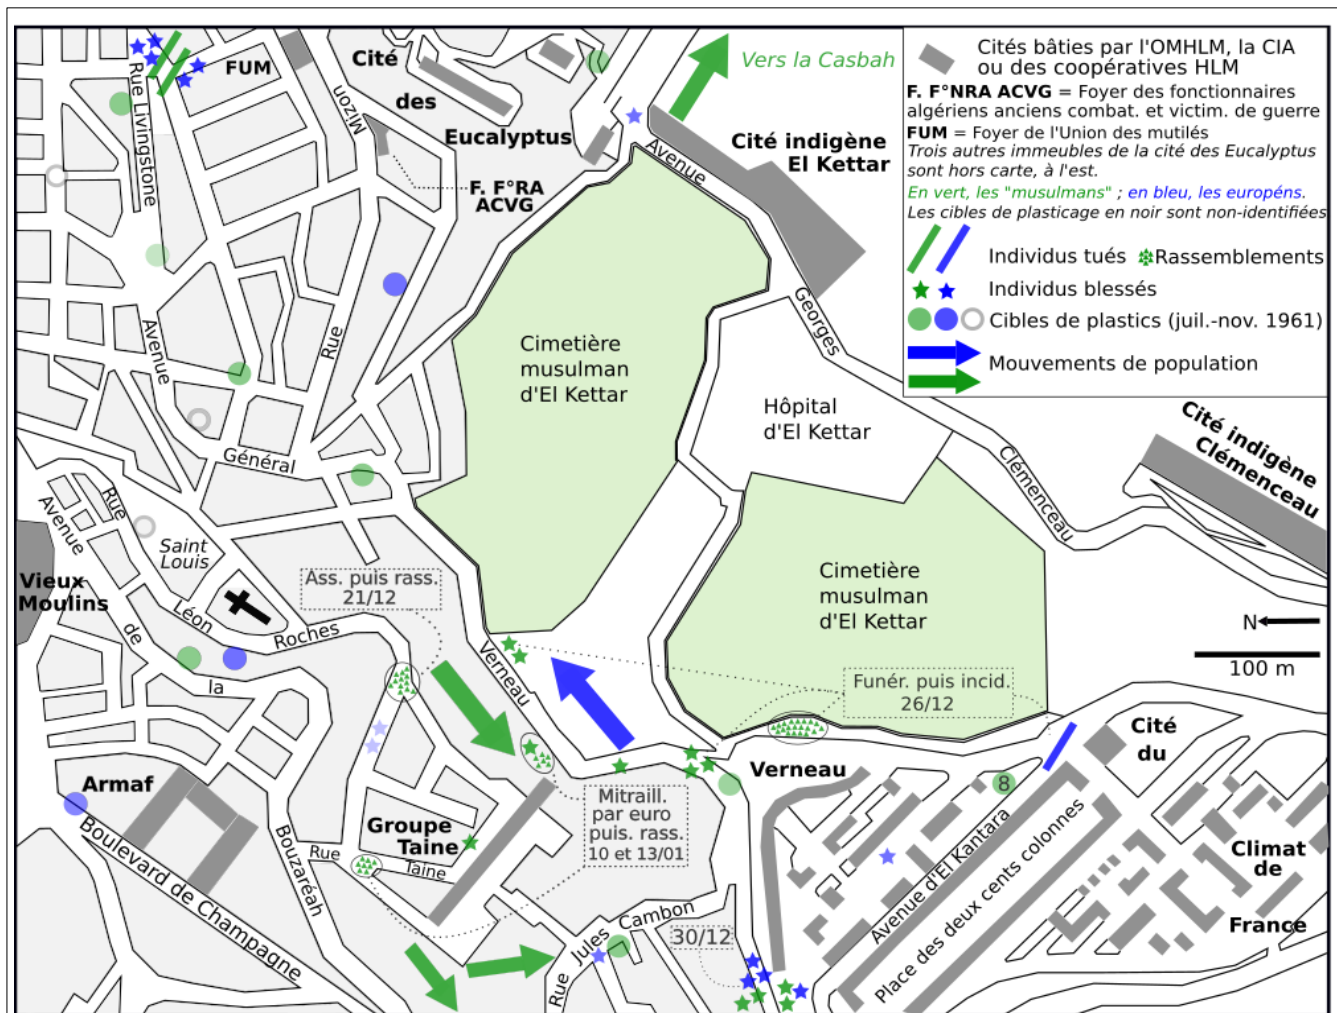 Cités bâties par l'OMHLM, la CIA
ou des coopératives HLM
F. F°NRA ACVG = Foyer des fonctionnaires
algériens anciens combat. et victim. de guerre
FUM = Foyer de l'Union des mutilés
Trois autres immeubles de la cité des Eucalyptus
sont hors carte, à l'est.
En vert, les "musulmans" ; en bleu, les européns.
Les cibles de plasticage en noir sont non-identifiées
Individus tués
Rassemblements
Individus blessés
Cibles de plastics (juil.-nov. 1961)
Mouvements de population
Vers la Casbah
Rue Livingstone
FUM
Mizon
Rue
Cité
des
Eucalyptus
F. F°RA
ACVG
Cité indigène
El Kettar
Avenue
Georges
Clémenceau
Cimetière
musulman
d'El Kettar
Hôpital
d'El Kettar
Cité indigène
Clémenceau
Avenue
Général
Verneau
Rue
Léon
Roches
Avenue
de
la
Bouzaréah
Saint
Louis
Vieux
Moulins
Ass. puis rass.
21/12
Cimetière
musulman
d'El Kettar
N
100 m
Funér. puis incid.
26/12
Cité
du
Climat
de
France
Verneau
8
Armaf
Boulevard de Champagne
Groupe
Taine
Rue
Taine
Mitraill.
par euro
puis. rass.
10 et 13/01
Rue
Jules
Cambon
30/12
Avenue d'El Kantara
Place des deux cents colonnes